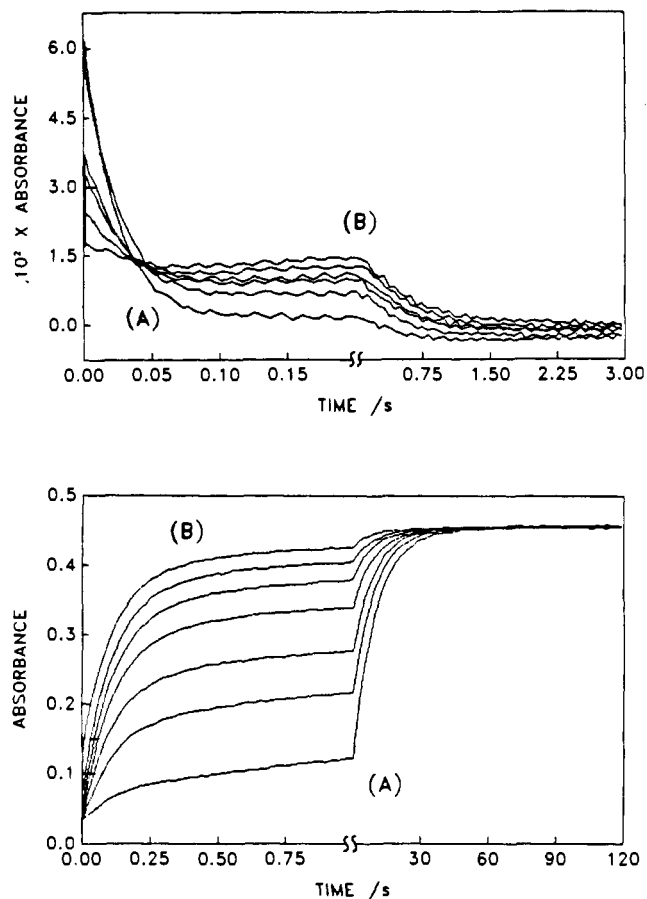 ,10² X ABSORBANCE
6.0
4.5
3.0
1.5
0.0
(A)
(B)
0.00 0.05 0.10 0.15 0.75 1.50 2.25 3.00
TIME /s
ABSORBANCE
0.5
0.4
0.3
0.2
0.1
0.0
(B)
(A)
0.00 0.25 0.50 0.75 30 60 90 120
TIME /s